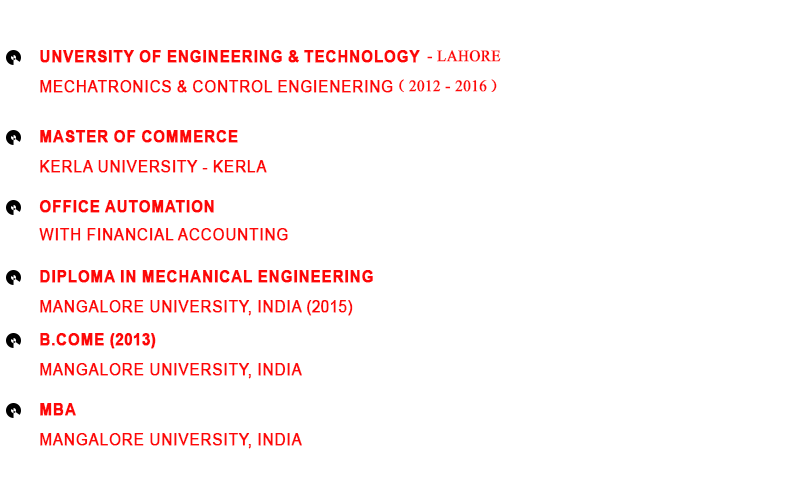 UNVERSITY OF ENGINEERING & TECHNOLOGY - LAHORE
MECHATRONICS & CONTROL ENGIENERING ( 2012 - 2016 )
MASTER OF COMMERCE
KERLA UNIVERSITY - KERLA
OFFICE AUTOMATION
WITH FINANCIAL ACCOUNTING
DIPLOMA IN MECHANICAL ENGINEERING
MANGALORE UNIVERSITY, INDIA (2015)
B.COME (2013)
MANGALORE UNIVERSITY, INDIA
MBA
MANGALORE UNIVERSITY, INDIA